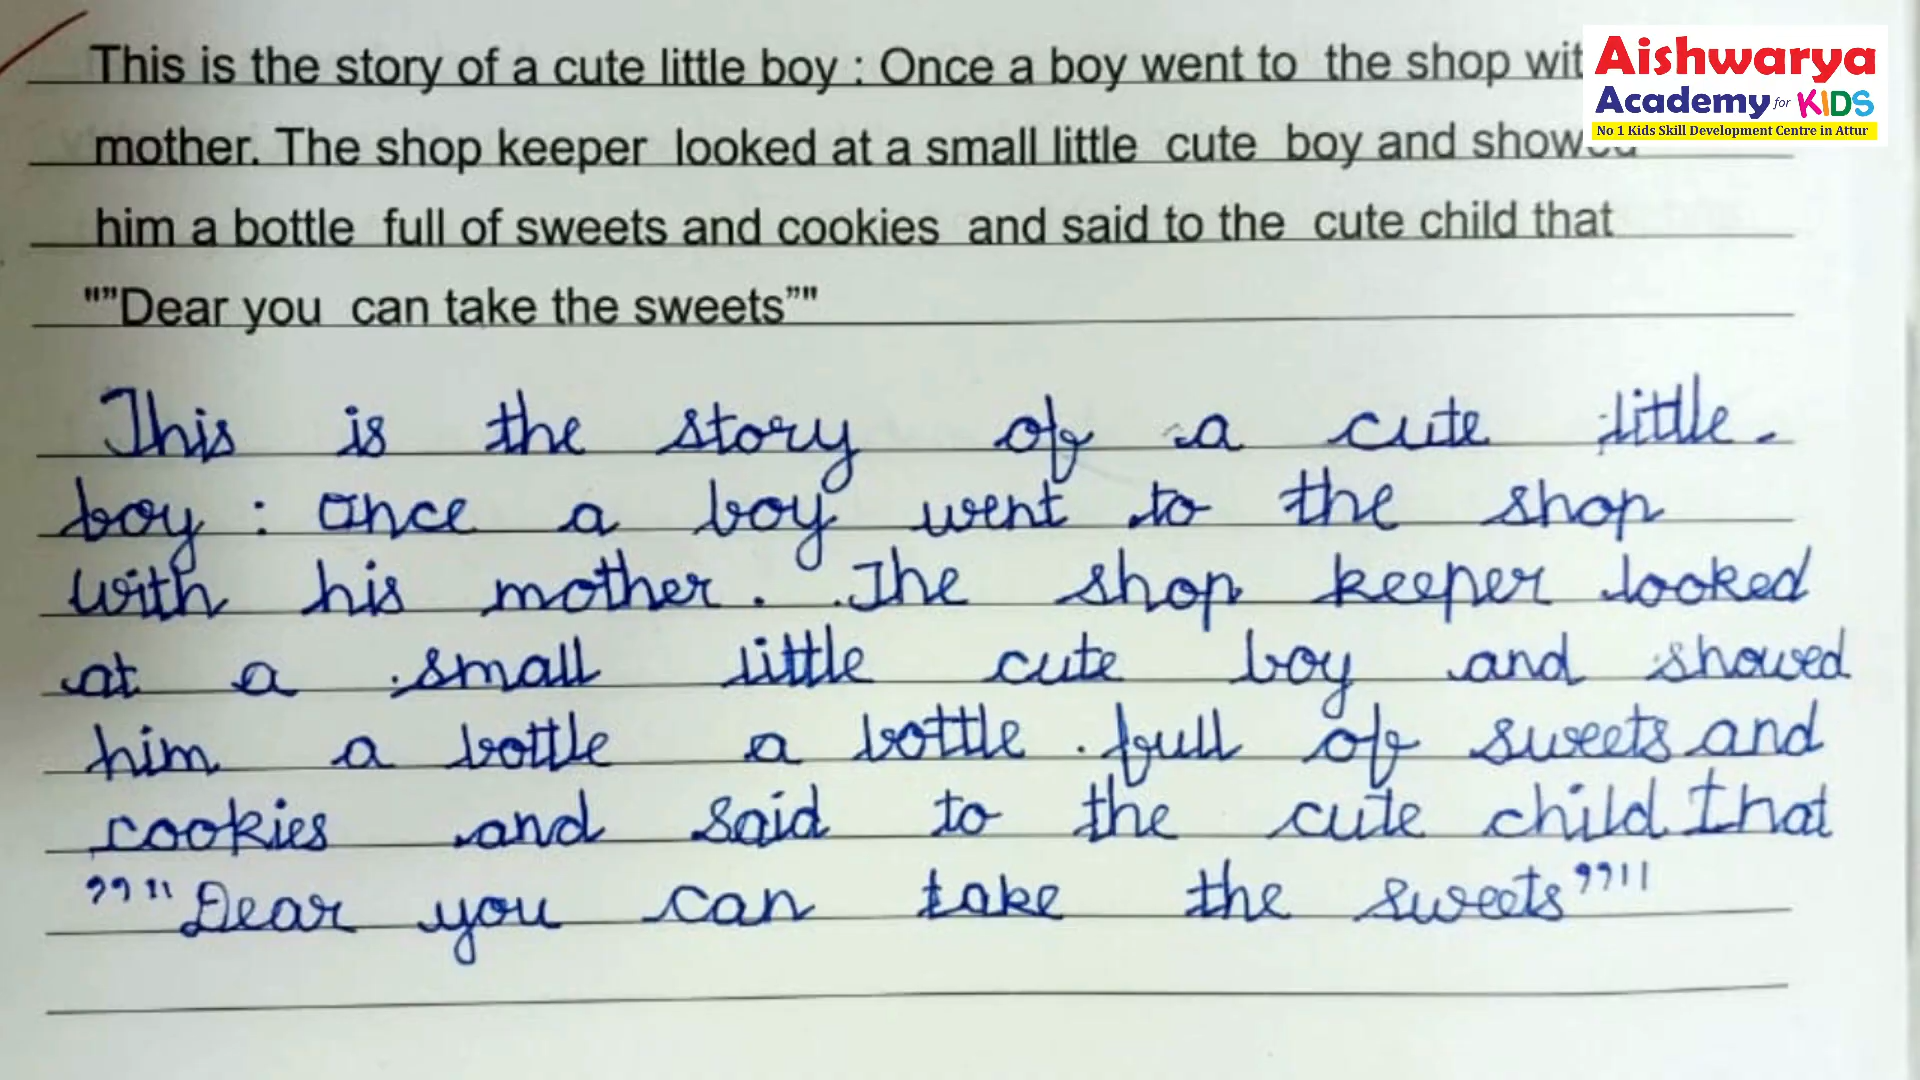 This is the story of a cute little boy : Once a boy went to the shop wit
mother. The shop keeper looked at a small little cute boy and showed
him a bottle full of sweets and cookies and said to the cute child that
"”Dear you can take the sweets”"
Aishwarya
Academy for KIDS
No 1 Kids Skill Development Centre in Attur
This is the story of a cute little.
boy : Once a boy went to the shop
with his mother. The shop keeper looked
at a small little cute boy and showed
him a bottle a bottle full of sweets and
cookies and said to the cute child that
””"Dear you can take the sweets””"